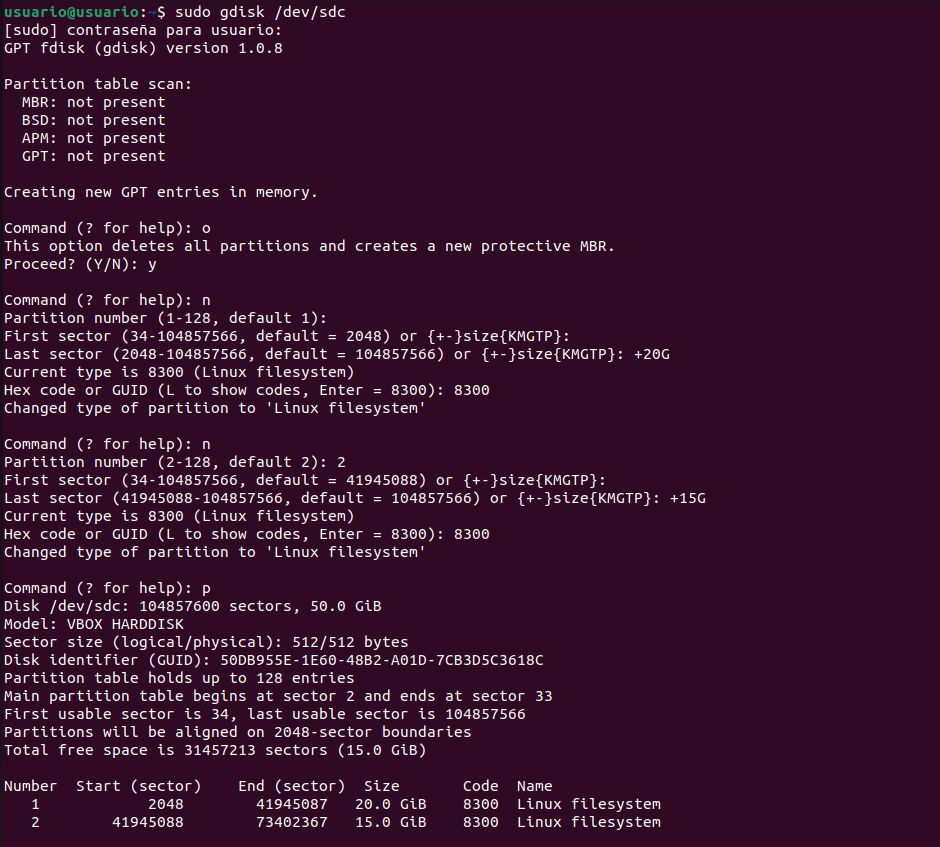 usuario@usuario:~$ sudo gdisk /dev/sdc
[sudo] contraseña para usuario:
GPT fdisk (gdisk) version 1.0.8

Partition table scan:
  MBR: not present
  BSD: not present
  APM: not present
  GPT: not present

Creating new GPT entries in memory.

Command (? for help): o
This option deletes all partitions and creates a new protective MBR.
Proceed? (Y/N): y

Command (? for help): n
Partition number (1-128, default 1):
First sector (34-104857566, default = 2048) or {+-}size{KMGTP}:
Last sector (2048-104857566, default = 104857566) or {+-}size{KMGTP}: +20G
Current type is 8300 (Linux filesystem)
Hex code or GUID (L to show codes, Enter = 8300): 8300
Changed type of partition to 'Linux filesystem'

Command (? for help): n
Partition number (2-128, default 2): 2
First sector (34-104857566, default = 41945088) or {+-}size{KMGTP}:
Last sector (41945088-104857566, default = 104857566) or {+-}size{KMGTP}: +15G
Current type is 8300 (Linux filesystem)
Hex code or GUID (L to show codes, Enter = 8300): 8300
Changed type of partition to 'Linux filesystem'

Command (? for help): p
Disk /dev/sdc: 104857600 sectors, 50.0 GiB
Model: VBOX HARDDISK
Sector size (logical/physical): 512/512 bytes
Disk identifier (GUID): 50DB955E-1E60-48B2-A01D-7CB3D5C3618C
Partition table holds up to 128 entries
Main partition table begins at sector 2 and ends at sector 33
First usable sector is 34, last usable sector is 104857566
Partitions will be aligned on 2048-sector boundaries
Total free space is 31457213 sectors (15.0 GiB)

Number  Start (sector)    End (sector)  Size       Code  Name
   1            2048        41945087   20.0 GiB    8300  Linux filesystem
   2        41945088        73402367   15.0 GiB    8300  Linux filesystem